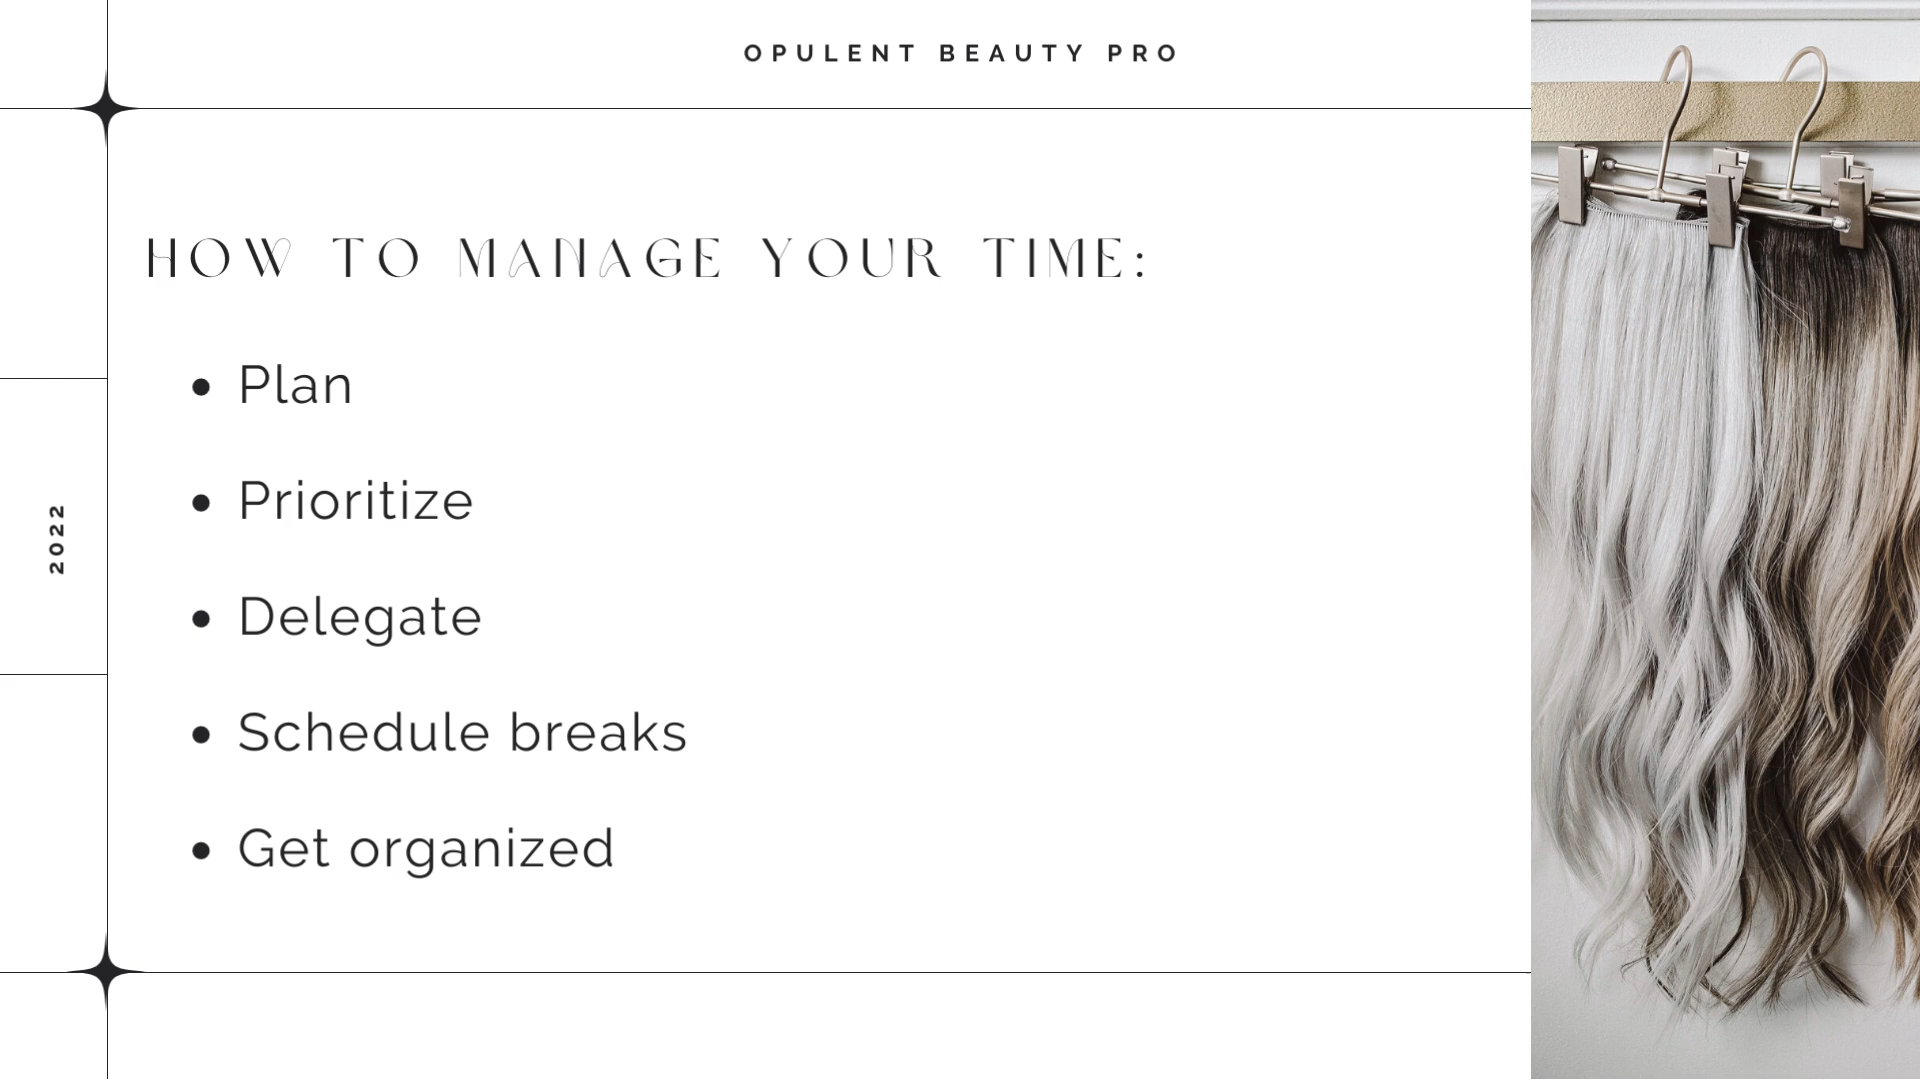 OPULENT BEAUTY PRO
HOW TO MANAGE YOUR TIME:
• Plan
• Prioritize
• Delegate
• Schedule breaks
• Get organized
2022